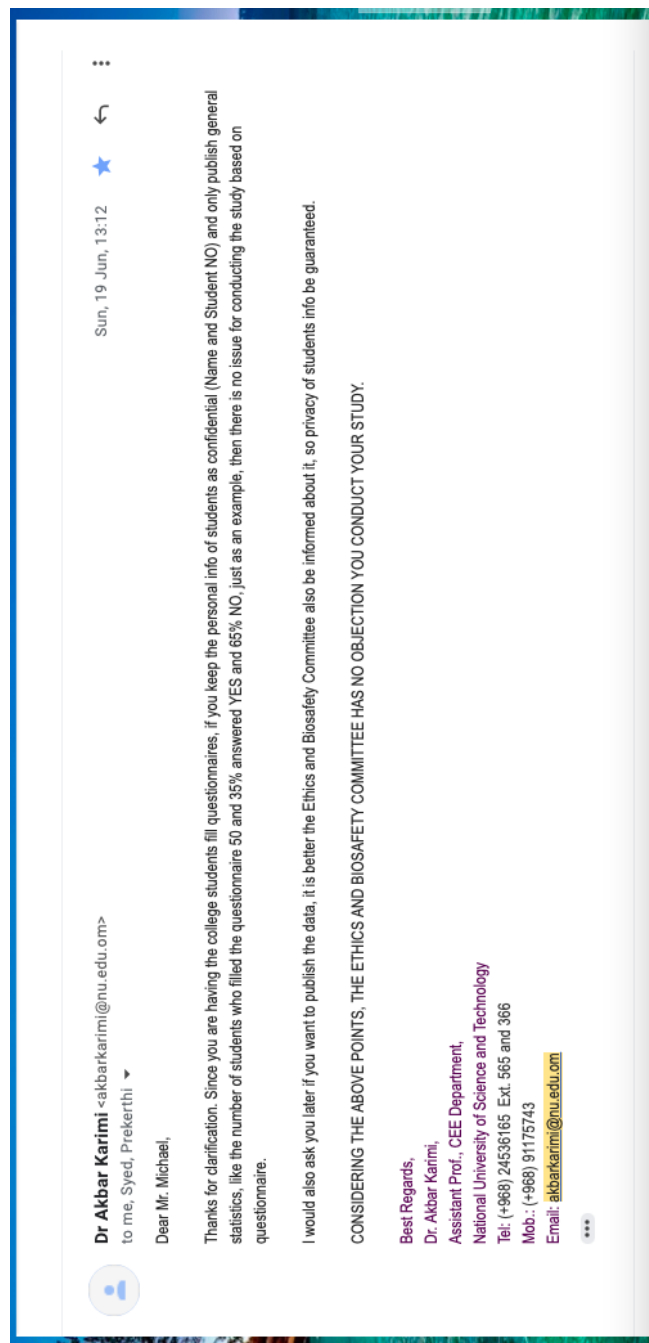 Dr Akbar Karimi <akbarkarimi@nu.edu.om>
Sun, 19 Jun, 13:12
to me, Syed, Prekerthi
Dear Mr. Michael,
Thanks for clarification. Since you are having the college students fill questionnaires, if you keep the personal info of students as confidential (Name and Student NO) and only publish general
statistics, like the number of students who filled the questionnaire 50 and 35% answered YES and 65% NO, just as an example, then there is no issue for conducting the study based on
questionnaire.
I would also ask you later if you want to publish the data, it is better the Ethics and Biosafety Committee also be informed about it, so privacy of students info be guaranteed.
CONSIDERING THE ABOVE POINTS, THE ETHICS AND BIOSAFETY COMMITTEE HAS NO OBJECTION YOU CONDUCT YOUR STUDY.
Best Regards,
Dr. Akbar Karimi,
Assistant Prof., CEE Department,
National University of Science and Technology
Tel: (+968) 24536165 Ext. 565 and 366
Mob.: (+968) 91175743
Email: akbarkarimi@nu.edu.om